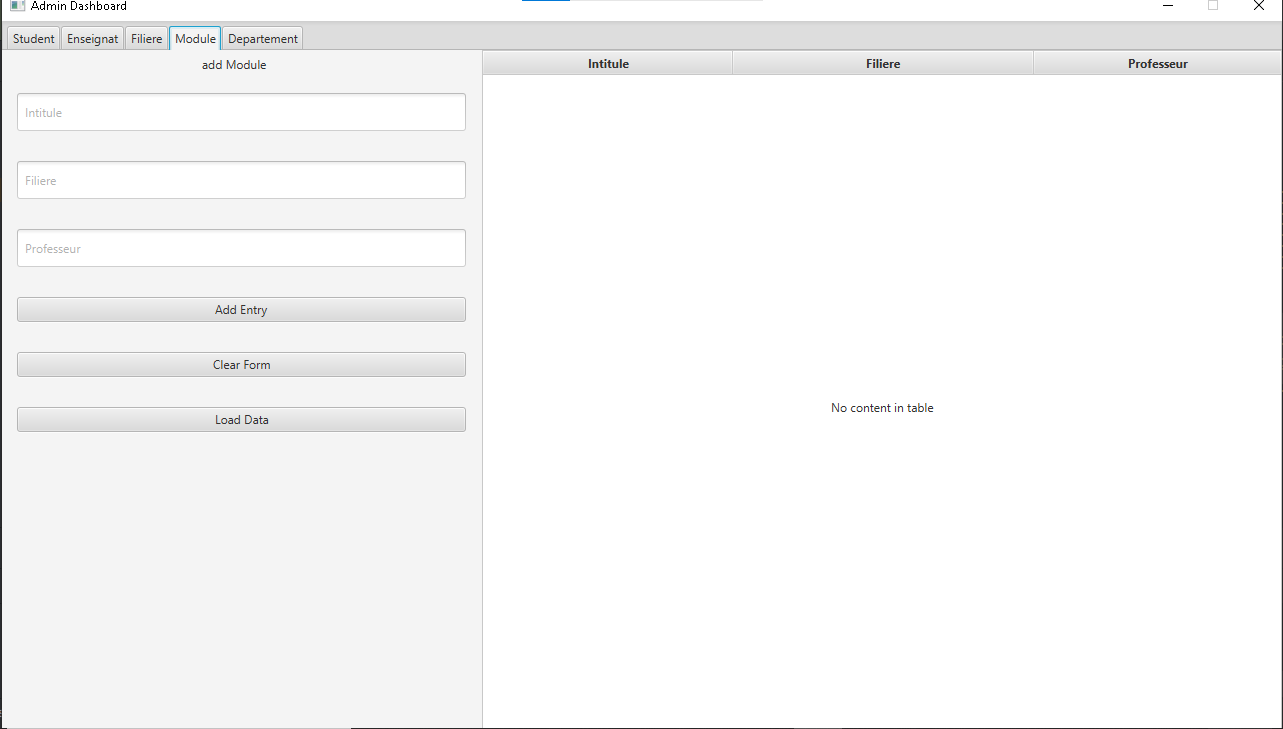 Admin Dashboard
Student Enseignat Filiere Module Departement
add Module
Intitule
Filiere
Professeur
Add Entry
Clear Form
Load Data
Intitule Filiere Professeur
No content in table